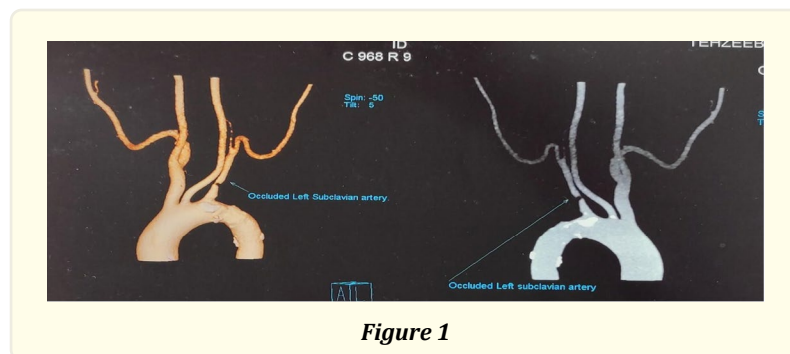 ID
C 968 R 9
TEHZEEB
Spin: -50
Tilt: 5
Occluded Left Subclavian artery.
Occluded Left subclavian artery
Figure 1